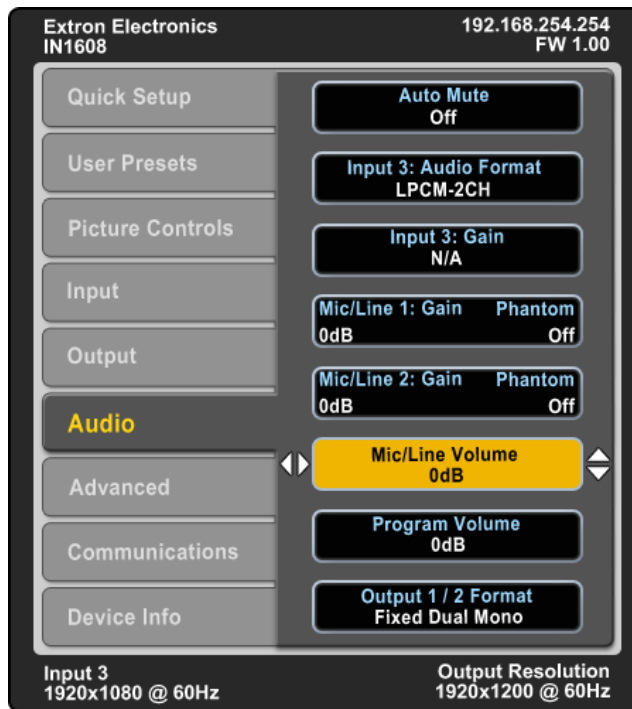 Extron Electronics
IN1608
192.168.254.254
FW 1.00
Quick Setup
User Presets
Picture Controls
Input
Output
Audio
Advanced
Communications
Device Info
Auto Mute
Off
Input 3: Audio Format
LPCM-2CH
Input 3: Gain
N/A
Mic/Line 1: Gain Phantom
0dB Off
Mic/Line 2: Gain Phantom
0dB Off
Mic/Line Volume
0dB
Program Volume
0dB
Output 1 / 2 Format
Fixed Dual Mono
Input 3
1920x1080 @ 60Hz
Output Resolution
1920x1200 @ 60Hz